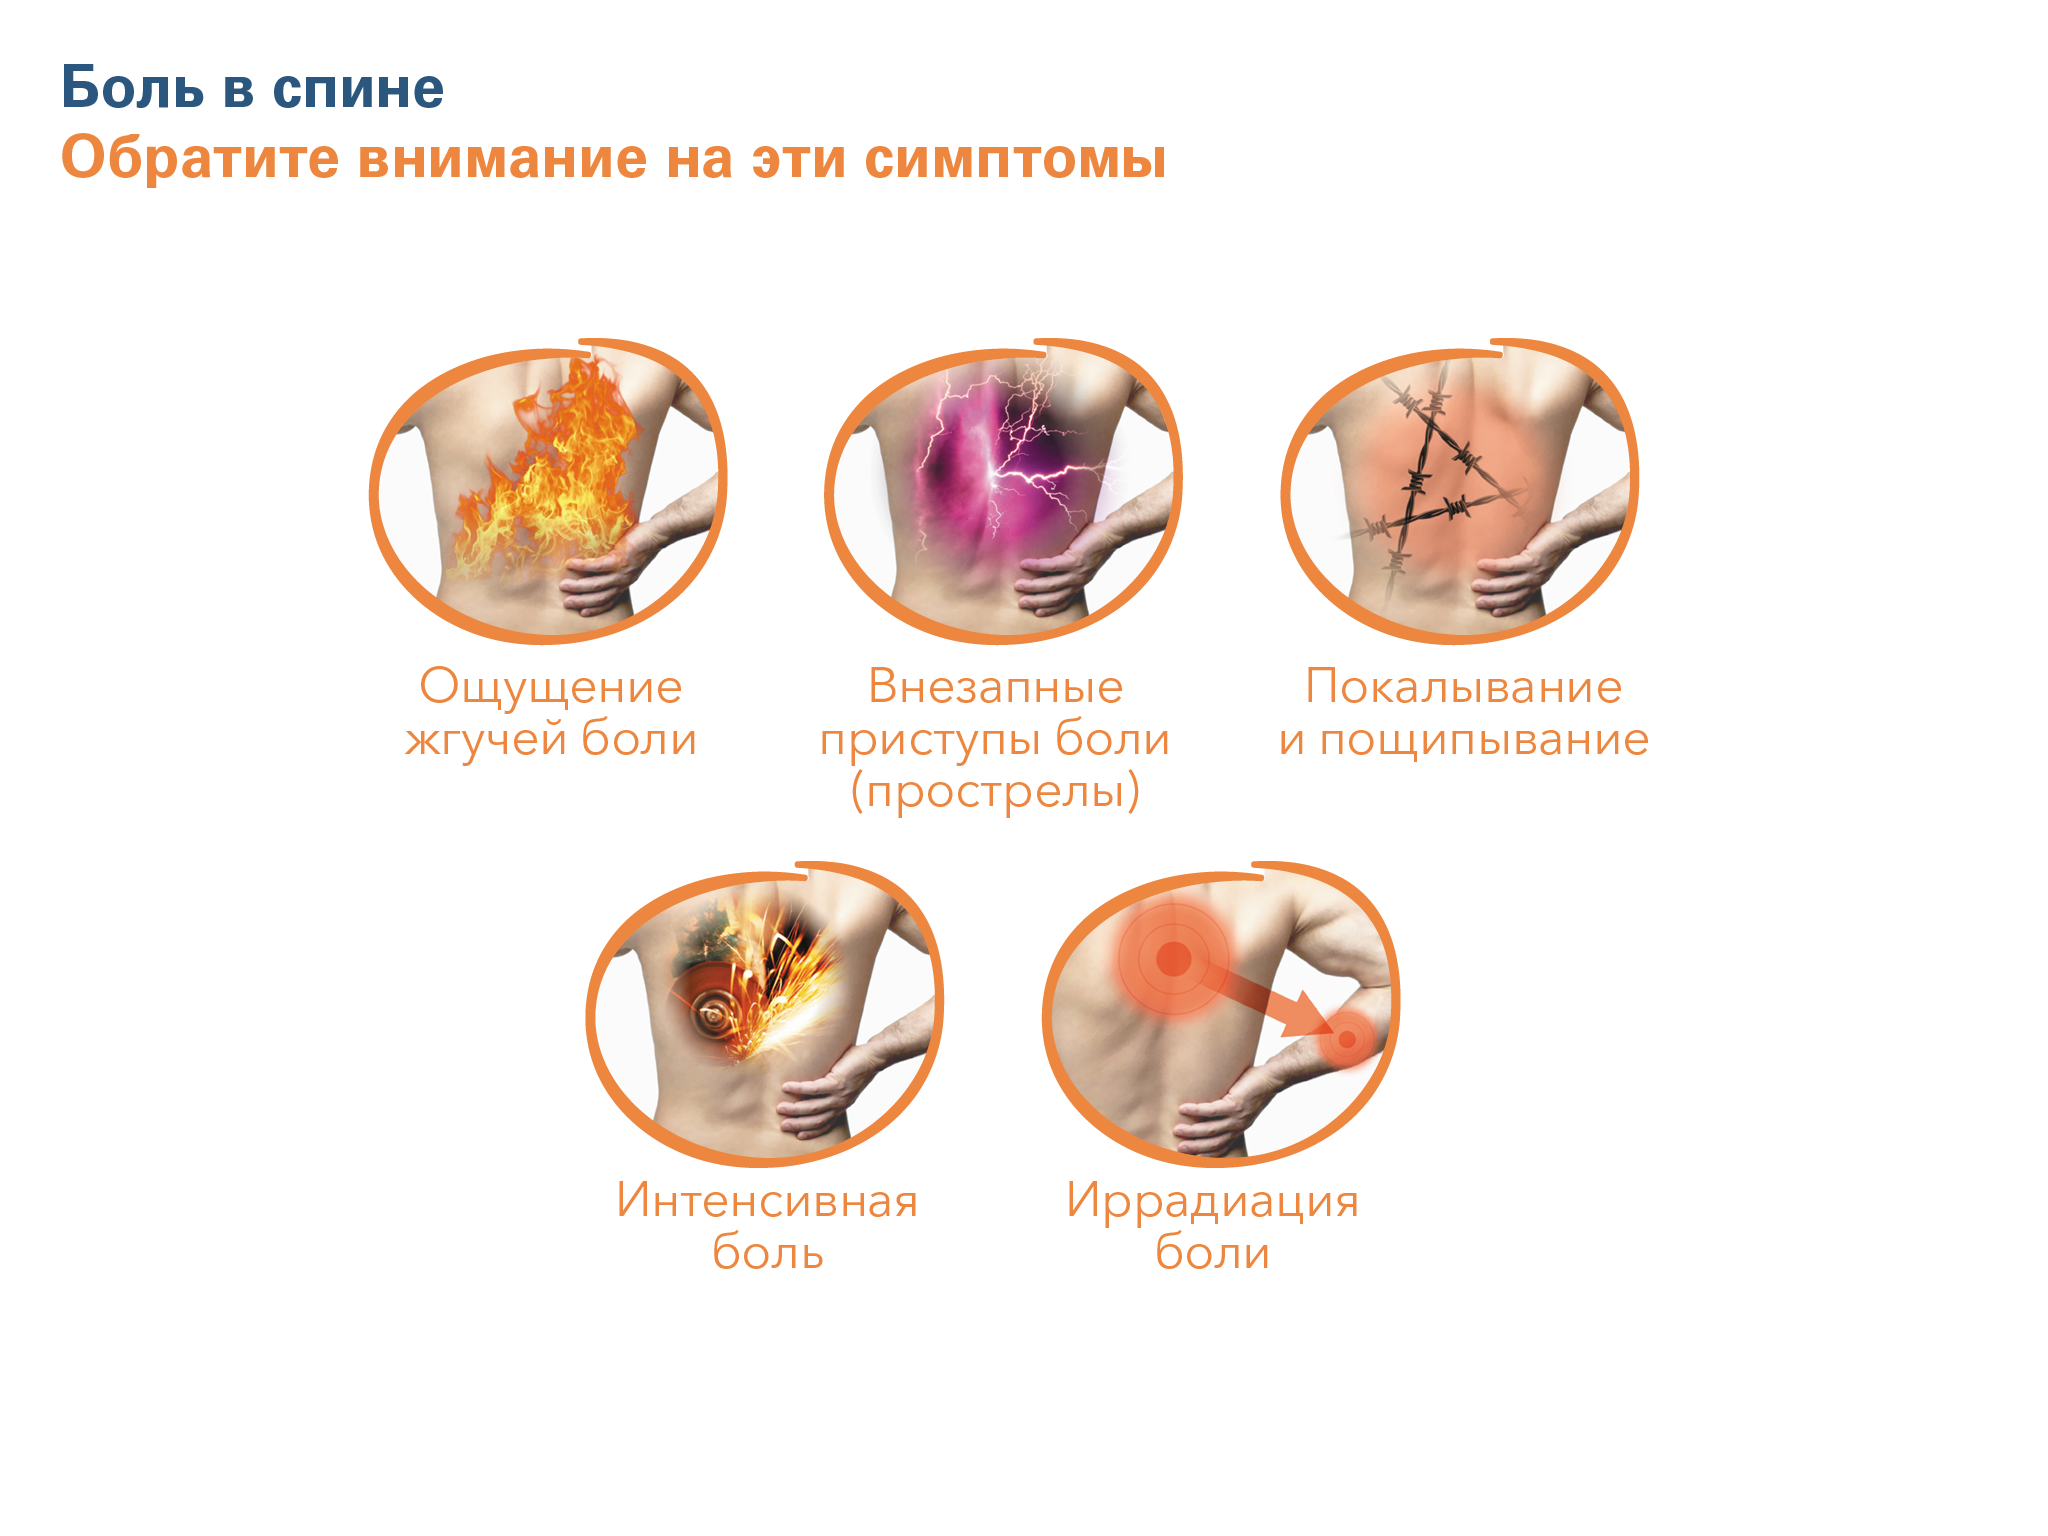 Боль в спине
Обратите внимание на эти симптомы
Ощущение
жгучей боли
Внезапные
приступы боли
(прострелы)
Покалывание
и пощипывание
Интенсивная
боль
Иррадиация
боли